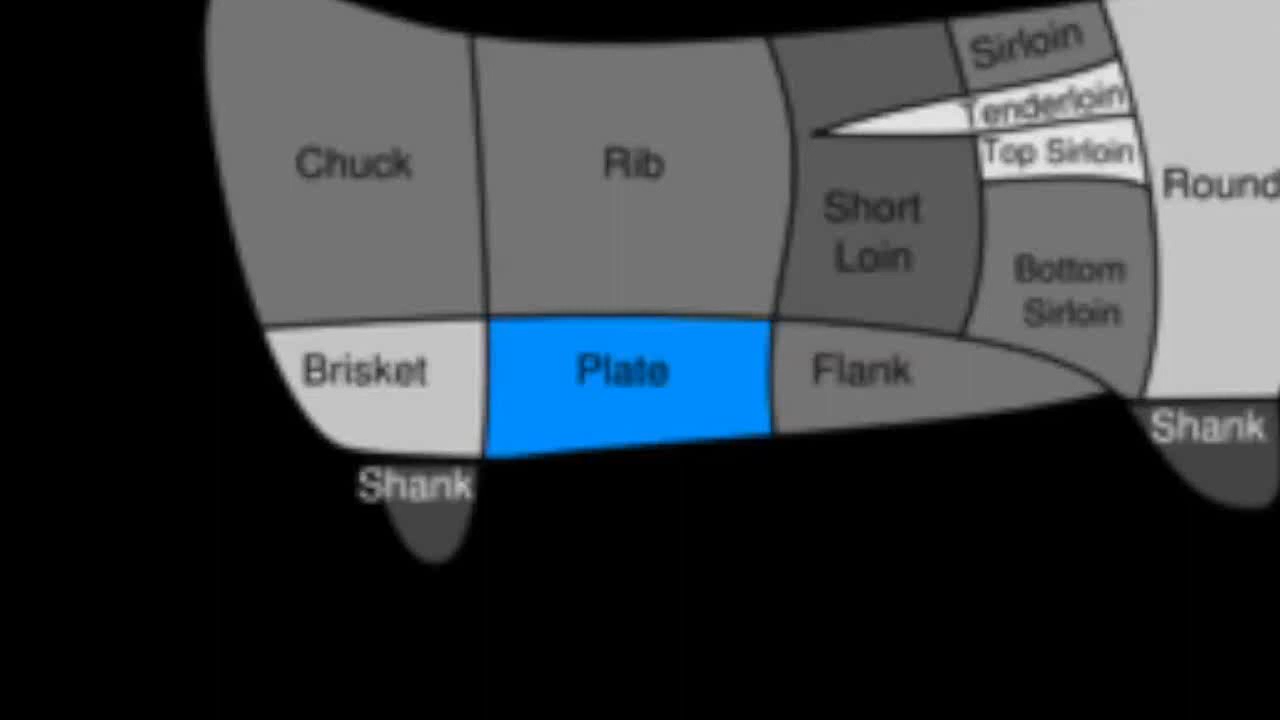 Sirloin
Tenderloin
Top Sirloin
Chuck
Rib
Round
Short
Loin
Bottom
Sirloin
Brisket
Plate
Flank
Shank
Shank